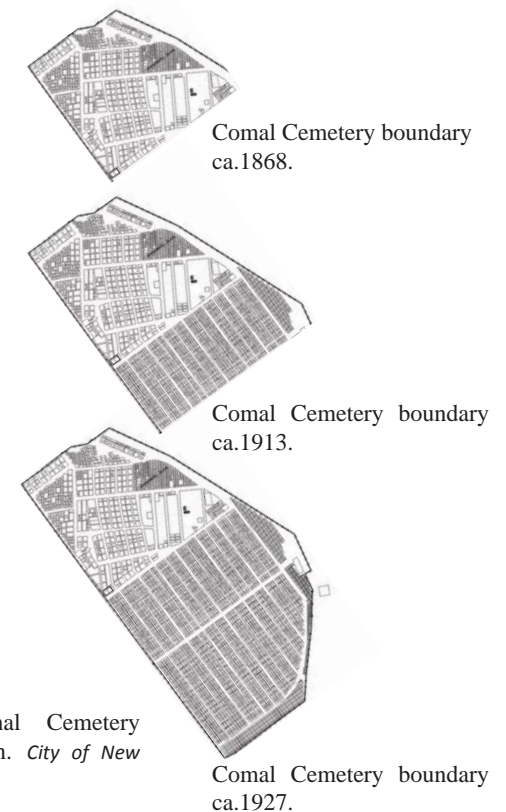 Comal Cemetery boundary
ca.1868.
Comal Cemetery boundary
ca.1913.
Cemetery
City of New
Comal Cemetery boundary
ca.1927.